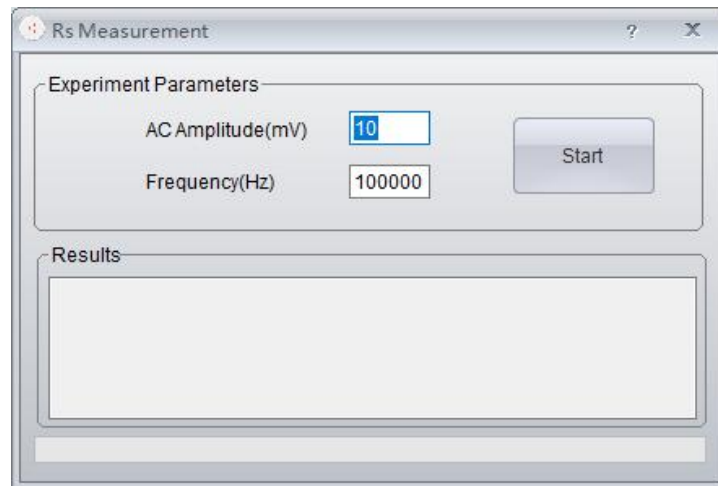 Rs Measurement
Experiment Parameters
AC Amplitude(mV) 10
Start
Frequency(Hz) 100000
Results